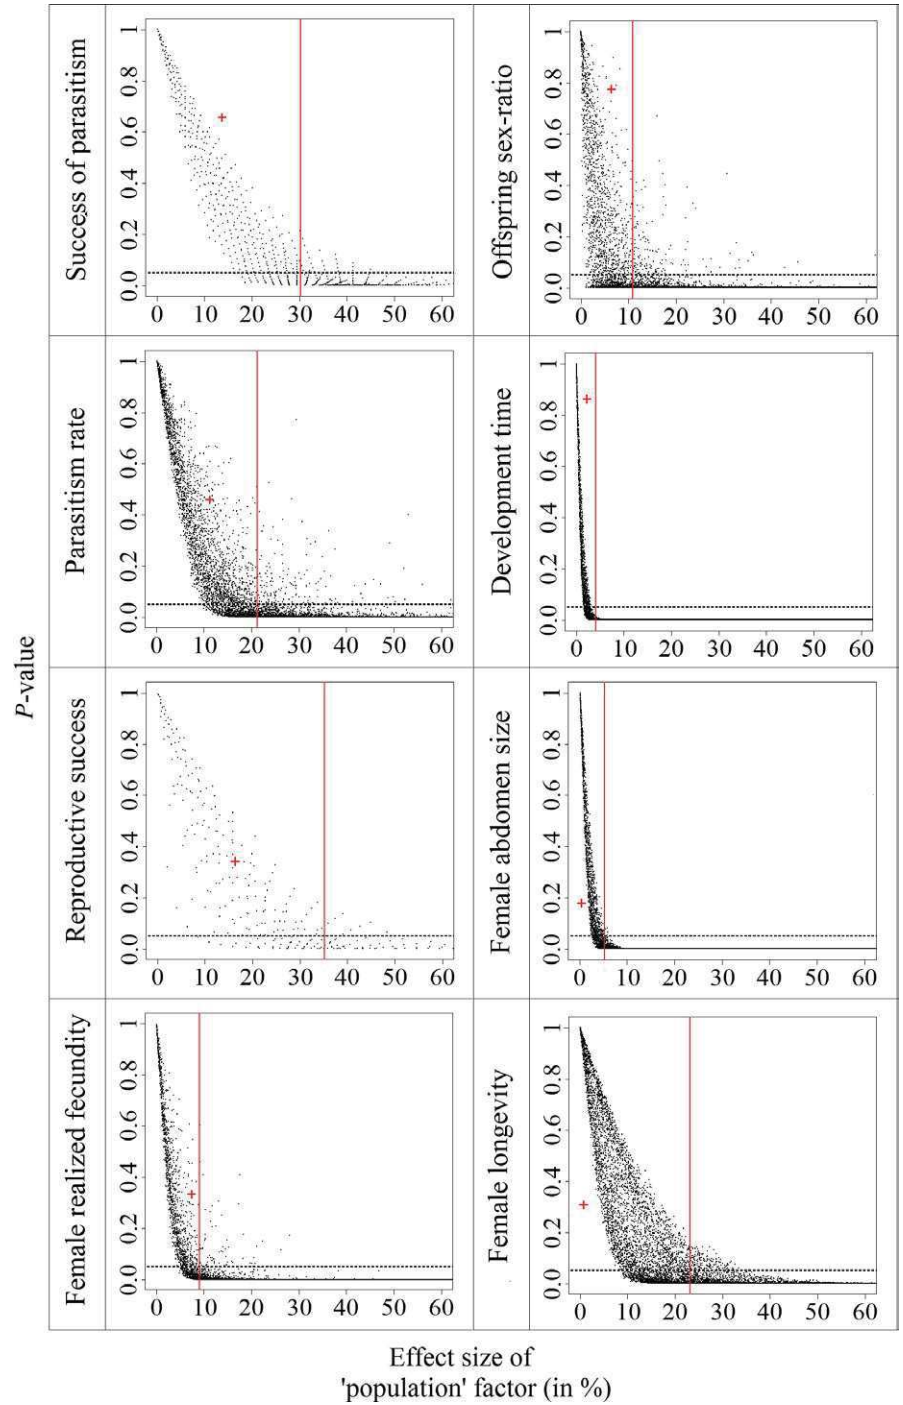 P-value
Success of parasitism
0.0 0.2 0.4 0.6 0.8 1
0 10 20 30 40 50 60
Offspring sex-ratio
0.0 0.2 0.4 0.6 0.8 1
0 10 20 30 40 50 60
Parasitism rate
0.0 0.2 0.4 0.6 0.8 1
0 10 20 30 40 50 60
Development time
0.0 0.2 0.4 0.6 0.8 1
0 10 20 30 40 50 60
Reproductive success
0.0 0.2 0.4 0.6 0.8 1
0 10 20 30 40 50 60
Female abdomen size
0.0 0.2 0.4 0.6 0.8 1
0 10 20 30 40 50 60
Female realized fecundity
0.0 0.2 0.4 0.6 0.8 1
0 10 20 30 40 50 60
Female longevity
0.0 0.2 0.4 0.6 0.8 1
0 10 20 30 40 50 60
Effect size of
'population' factor (in %)